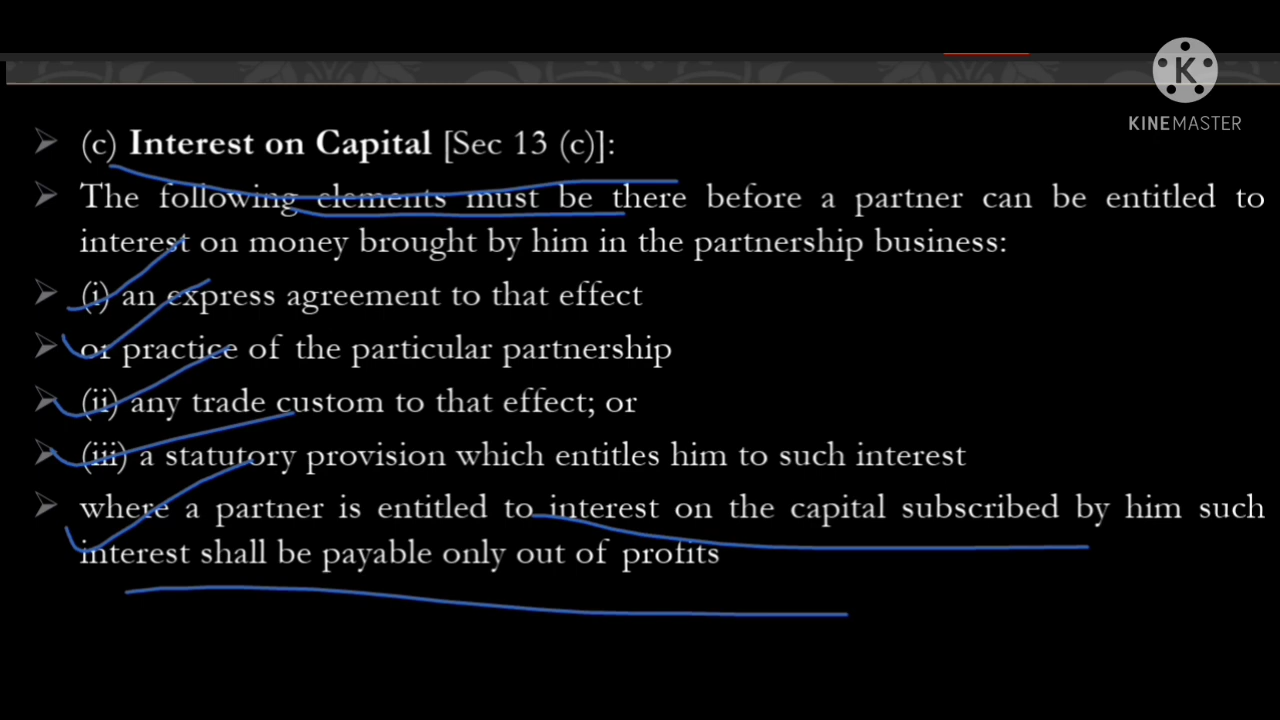 KINEMASTER
(c) Interest on Capital [Sec 13 (c)]:
The following elements must be there before a partner can be entitled to
interest on money brought by him in the partnership business:
(i) an express agreement to that effect
or practice of the particular partnership
(ii) any trade custom to that effect; or
(iii) a statutory provision which entitles him to such interest
where a partner is entitled to interest on the capital subscribed by him such
interest shall be payable only out of profits